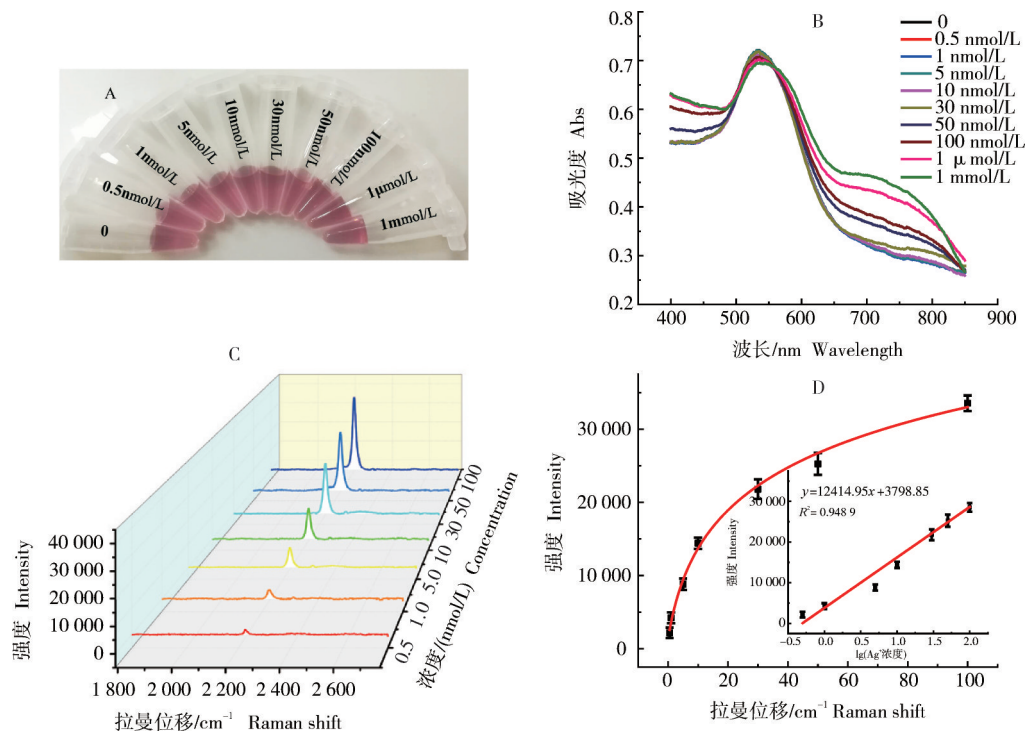 A
0
0.5nmol/L
1nmol/L
5nmol/L
10nmol/L
30nmol/L
50nmol/L
100nmol/L
1μmol/L
1mmol/L
B
0
0.5 nmol/L
1 nmol/L
5 nmol/L
10 nmol/L
30 nmol/L
50 nmol/L
100 nmol/L
1 μ mol/L
1 mmol/L
吸光度 Abs
0.8
0.7
0.6
0.5
0.4
0.3
0.2
400 500 600 700 800 900
波长/nm Wavelength
C
强度 Intensity
40 000
30 000
20 000
10 000
0
1 800 2 000 2 200 2 400 2 600
拉曼位移/cm⁻¹ Raman shift
0.5 1.0 5.0 10 30 50 100
浓度/(nmol/L) Concentration
D
强度 Intensity
30 000
20 000
10 000
0
0 20 40 60 80 100
拉曼位移/cm⁻¹ Raman shift
y=12414.95x+3798.85
R²= 0.948 9
强度 Intensity
30 000
20 000
10 000
0
−0.5 0.0 0.5 1.0 1.5 2.0
lg(Ag⁺浓度)